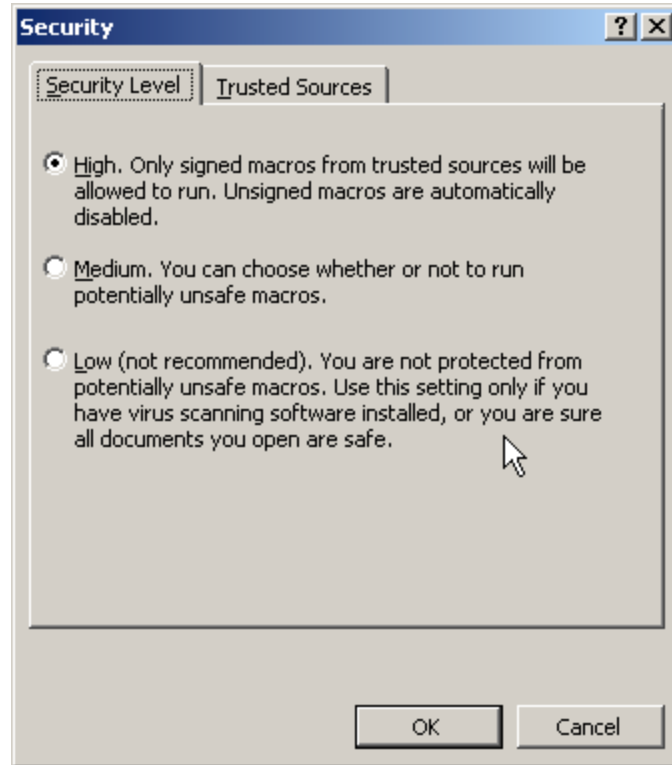 Security
Security Level Trusted Sources
High. Only signed macros from trusted sources will be
allowed to run. Unsigned macros are automatically
disabled.
Medium. You can choose whether or not to run
potentially unsafe macros.
Low (not recommended). You are not protected from
potentially unsafe macros. Use this setting only if you
have virus scanning software installed, or you are sure
all documents you open are safe.
OK Cancel